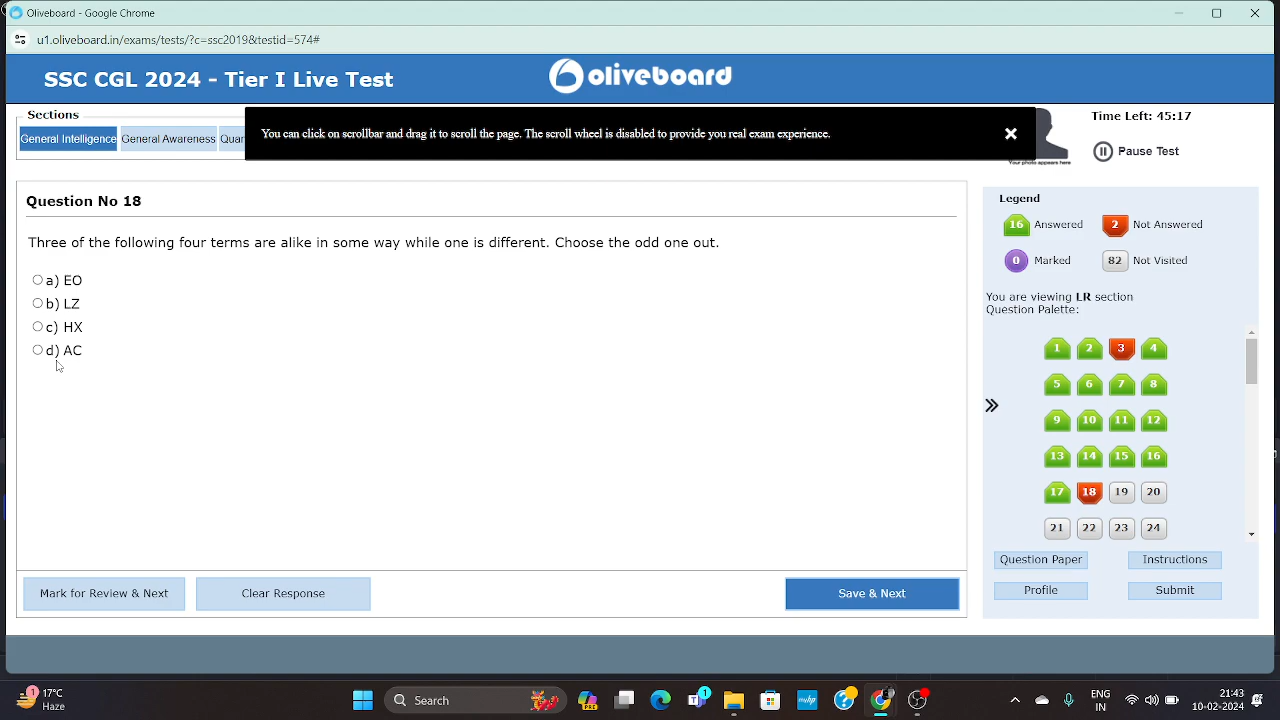 Oliveboard - Google Chrome
u1.oliveboard.in/exams/tests/?c=ssc2019&testid=574#
SSC CGL 2024 - Tier I Live Test
oliveboard
Sections
General Intelligence
General Awareness
Quar
You can click on scrollbar and drag it to scroll the page. The scroll wheel is disabled to provide you real exam experience.
Your photo appears here
Time Left: 45:17
Pause Test
Question No 18
Three of the following four terms are alike in some way while one is different. Choose the odd one out.
a) EO
b) LZ
c) HX
d) AC
Mark for Review & Next
Clear Response
Save & Next
Legend
16 Answered
2 Not Answered
0 Marked
82 Not Visited
You are viewing LR section
Question Palette:
1 2 3 4
5 6 7 8
9 10 11 12
13 14 15 16
17 18 19 20
21 22 23 24
Question Paper
Instructions
Profile
Submit
17°C
Haze
Search
1
ENG
IN
21:43
10-02-2024